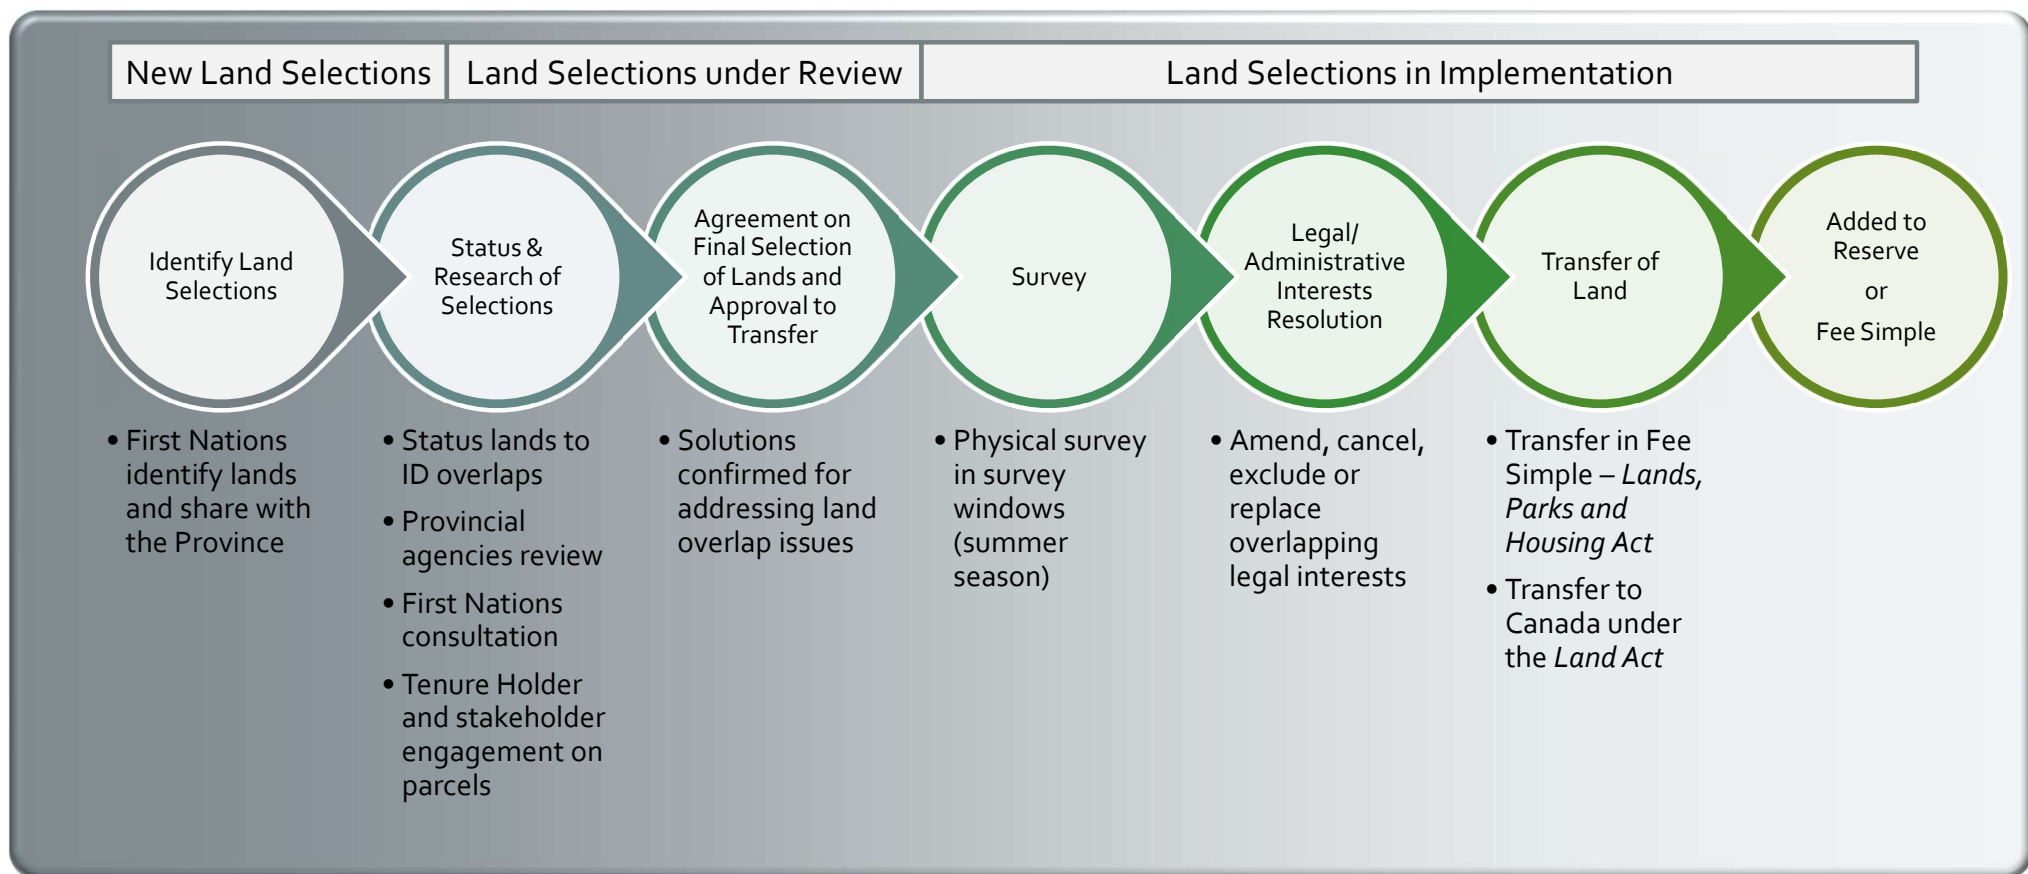 New Land Selections
Land Selections under Review
Land Selections in Implementation
Identify Land
Selections
Status &
Research of
Selections
Agreement on
Final Selection
of Lands and
Approval to
Transfer
Survey
Legal/
Administrative
Interests
Resolution
Transfer of
Land
Added to
Reserve
or
Fee Simple
• First Nations
identify lands
and share with
the Province
• Status lands to
ID overlaps
• Provincial
agencies review
• First Nations
consultation
• Tenure Holder
and stakeholder
engagement on
parcels
• Solutions
confirmed for
addressing land
overlap issues
• Physical survey
in survey
windows
(summer
season)
• Amend, cancel,
exclude or
replace
overlapping
legal interests
• Transfer in Fee
Simple – Lands,
Parks and
Housing Act
• Transfer to
Canada under
the Land Act